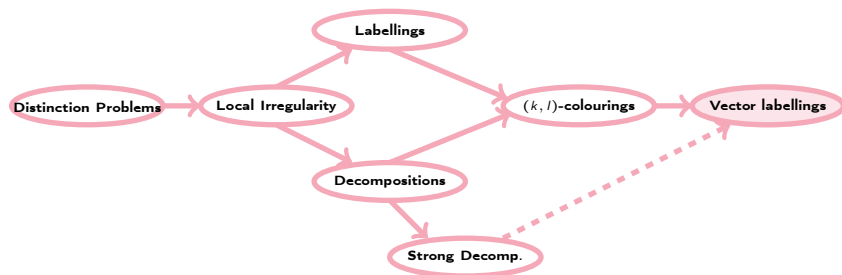 Labellings
Distinction Problems
Local Irregularity
(k, l)-colourings
Vector labellings
Decompositions
Strong Decomp.